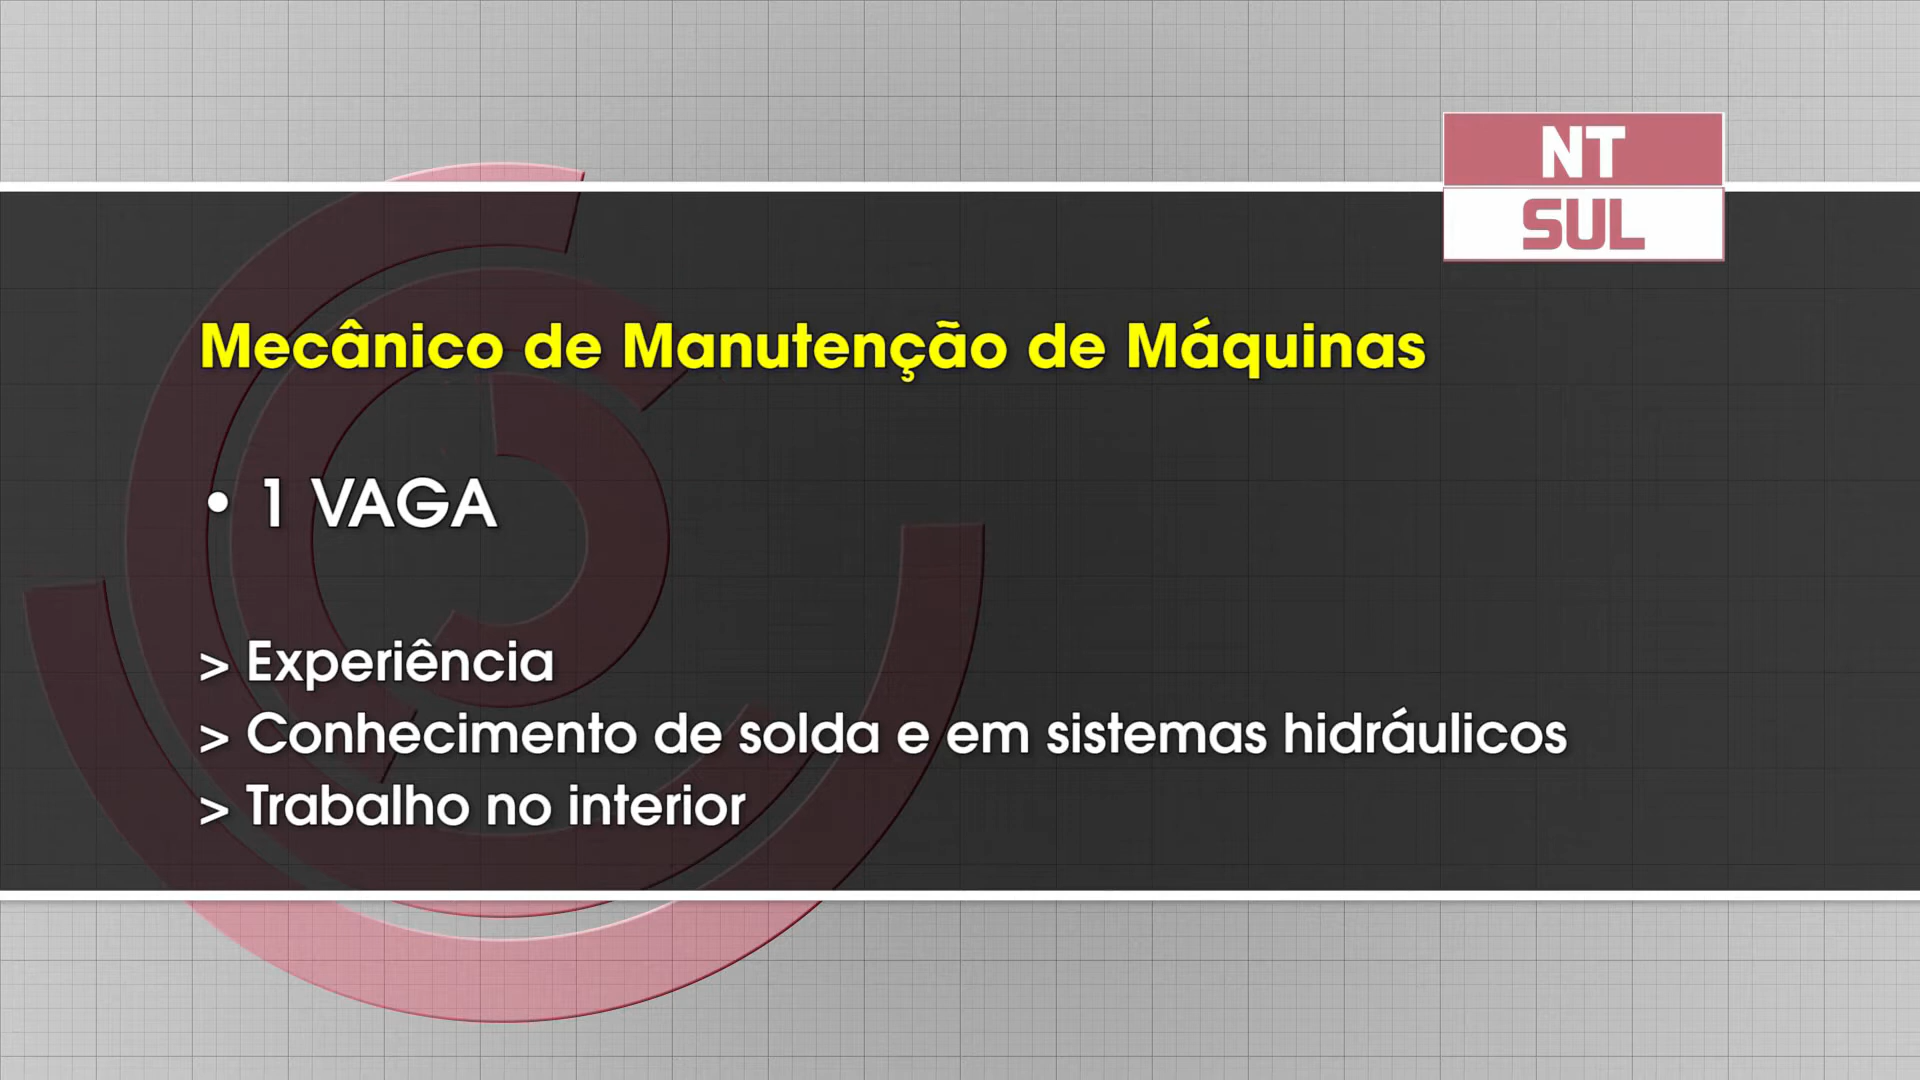 NT
SUL
Mecânico de Manutenção de Máquinas
• 1 VAGA
> Experiência
> Conhecimento de solda e em sistemas hidráulicos
> Trabalho no interior